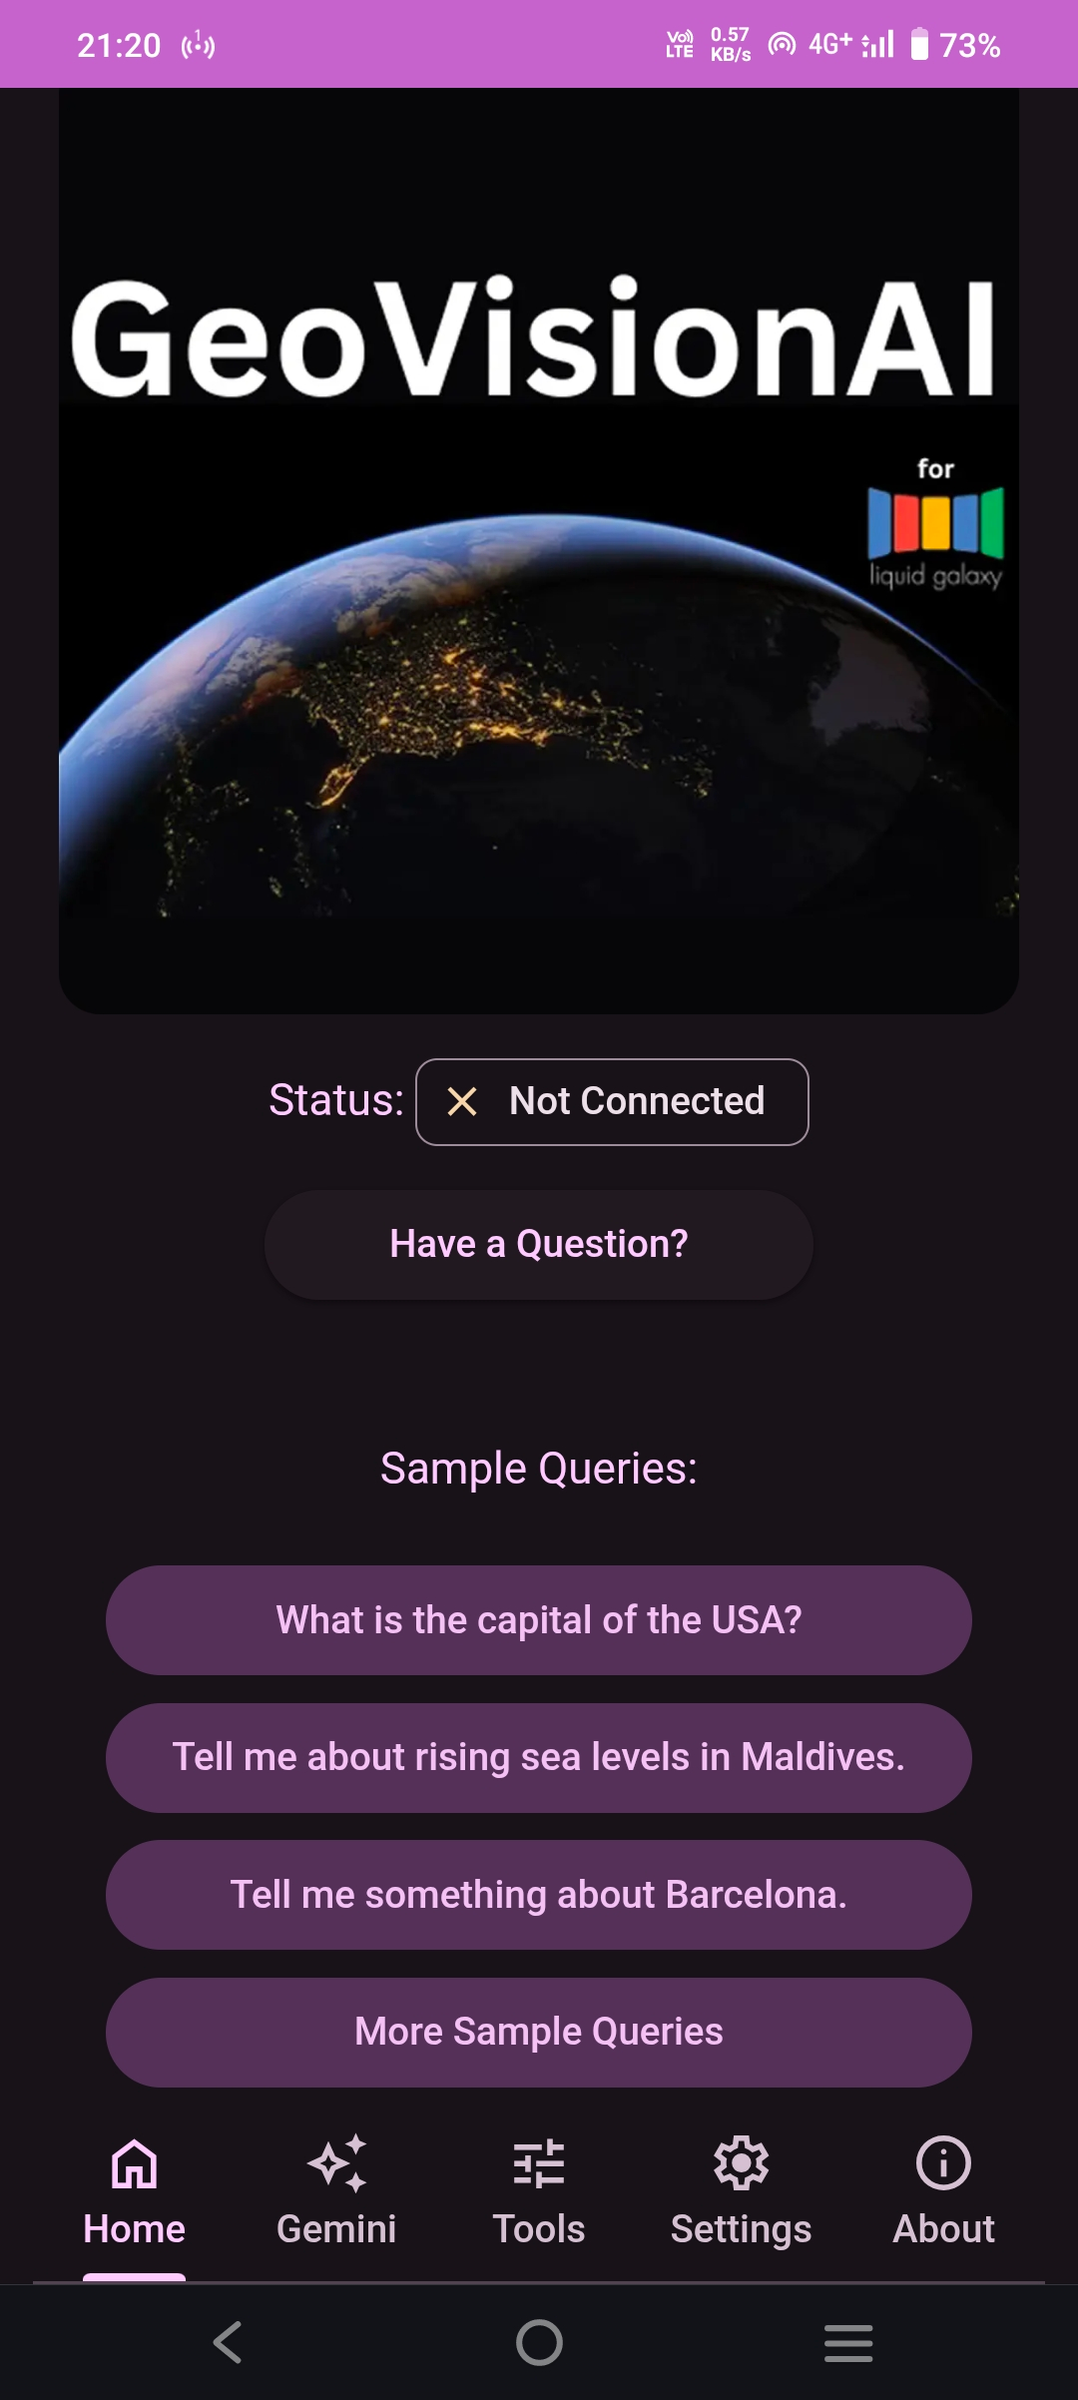 21:20 1 Vo) LTE 0.57 KB/s 4G+ 73%
GeoVisionAI
for
liquid galaxy
Status: Not Connected
Have a Question?
Sample Queries:
What is the capital of the USA?
Tell me about rising sea levels in Maldives.
Tell me something about Barcelona.
More Sample Queries
Home Gemini Tools Settings About